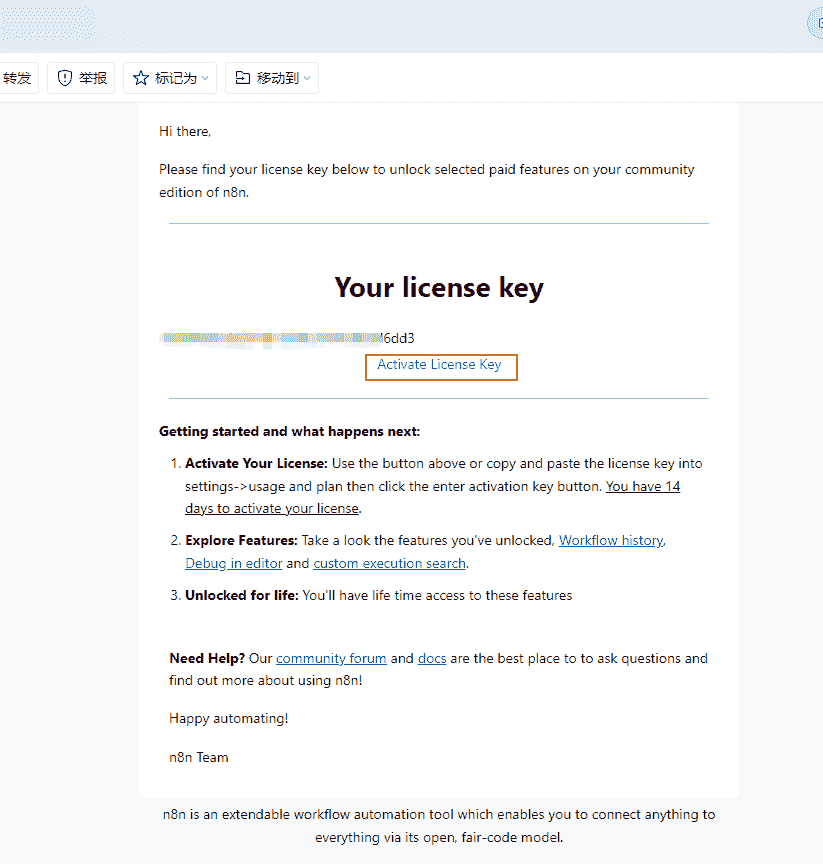 转发 举报 标记为 移动到
Hi there,
Please find your license key below to unlock selected paid features on your community
edition of n8n.
Your license key
6dd3
Activate License Key
Getting started and what happens next:
1. Activate Your License: Use the button above or copy and paste the license key into
settings->usage and plan then click the enter activation key button. You have 14
days to activate your license.
2. Explore Features: Take a look the features you've unlocked, Workflow history,
Debug in editor and custom execution search.
3. Unlocked for life: You'll have life time access to these features
Need Help? Our community forum and docs are the best place to to ask questions and
find out more about using n8n!
Happy automating!
n8n Team
n8n is an extendable workflow automation tool which enables you to connect anything to
everything via its open, fair-code model.